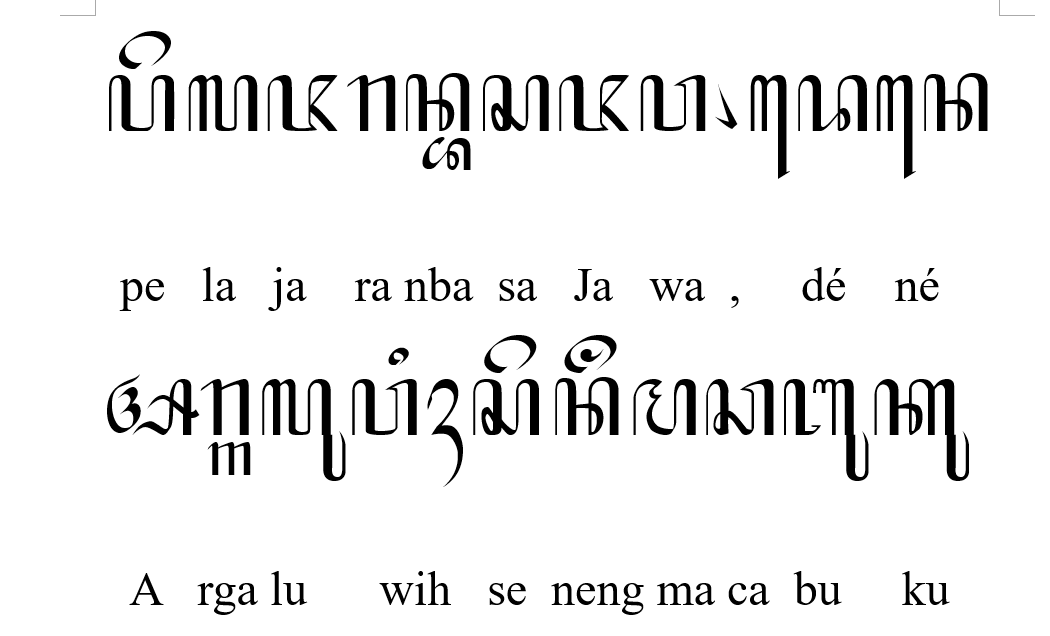 ꦥꦼꦭꦗꦫꦤ꧀ꦧꦱꦗꦮ꧈ꦢꦺꦤꦺ
pe la ja ra nba sa Ja wa , dé né
ꦄꦫ꧀ꦒꦭꦸꦮꦶꦃꦱꦼꦤꦼꦁꦩꦕꦧꦸꦏꦸ
A rga lu wih se neng ma ca bu ku